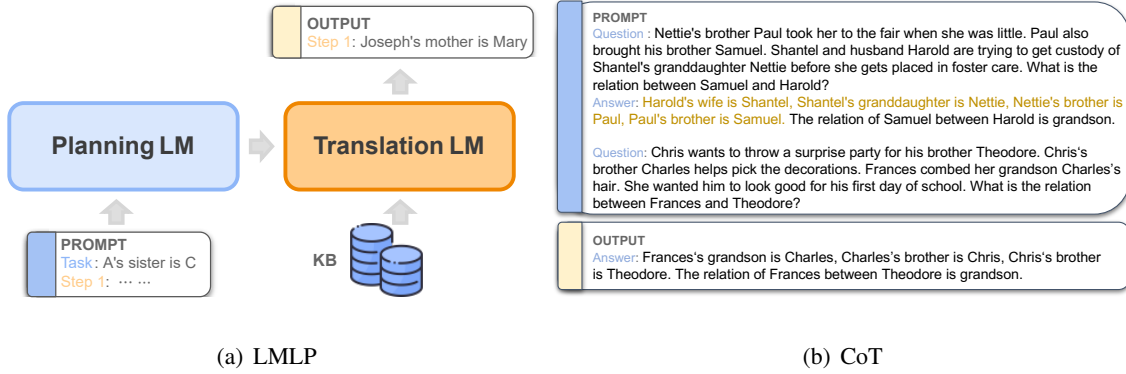 OUTPUT
Step 1: Joseph's mother is Mary
Planning LM
Translation LM
PROMPT
Task: A's sister is C
Step 1: ... ...
KB
(a) LMLP
PROMPT
Question : Nettie's brother Paul took her to the fair when she was little. Paul also
brought his brother Samuel. Shantel and husband Harold are trying to get custody of
Shantel's granddaughter Nettie before she gets placed in foster care. What is the
relation between Samuel and Harold?
Answer: Harold's wife is Shantel, Shantel's granddaughter is Nettie, Nettie's brother is
Paul, Paul's brother is Samuel. The relation of Samuel between Harold is grandson.
Question: Chris wants to throw a surprise party for his brother Theodore. Chris‘s
brother Charles helps pick the decorations. Frances combed her grandson Charles’s
hair. She wanted him to look good for his first day of school. What is the relation
between Frances and Theodore?
OUTPUT
Answer: Frances‘s grandson is Charles, Charles’s brother is Chris, Chris‘s brother
is Theodore. The relation of Frances between Theodore is grandson.
(b) CoT